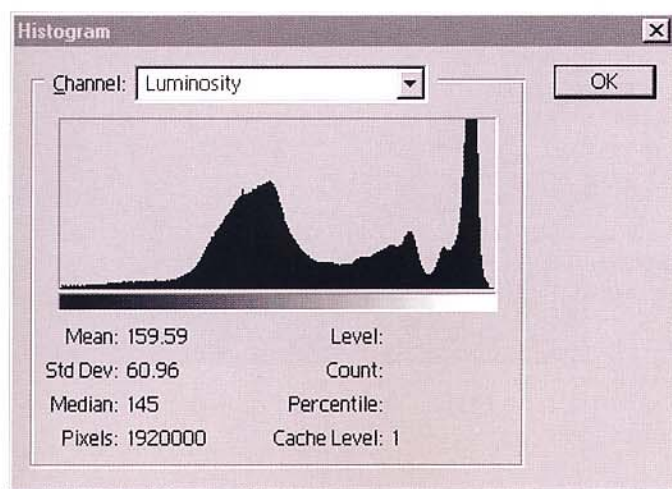 Histogram
Channel: Luminosity
OK
Mean: 159.59
Level:
Std Dev: 60.96
Count:
Median: 145
Percentile:
Pixels: 1920000
Cache Level: 1